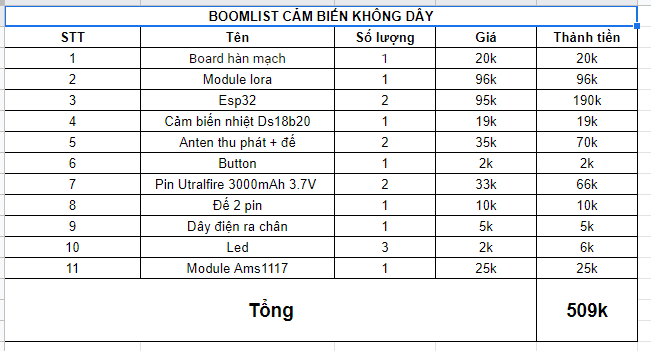 BOOMLIST CẢM BIẾN KHÔNG DÂY
STT Tên Số lượng Giá Thành tiền
1 Board hàn mạch 1 20k 20k
2 Module lora 1 96k 96k
3 Esp32 2 95k 190k
4 Cảm biến nhiệt Ds18b20 1 19k 19k
5 Anten thu phát + đế 2 35k 70k
6 Button 1 2k 2k
7 Pin Utralfire 3000mAh 3.7V 2 33k 66k
8 Đế 2 pin 1 10k 10k
9 Dây điện ra chân 1 5k 5k
10 Led 3 2k 6k
11 Module Ams1117 1 25k 25k
Tổng 509k